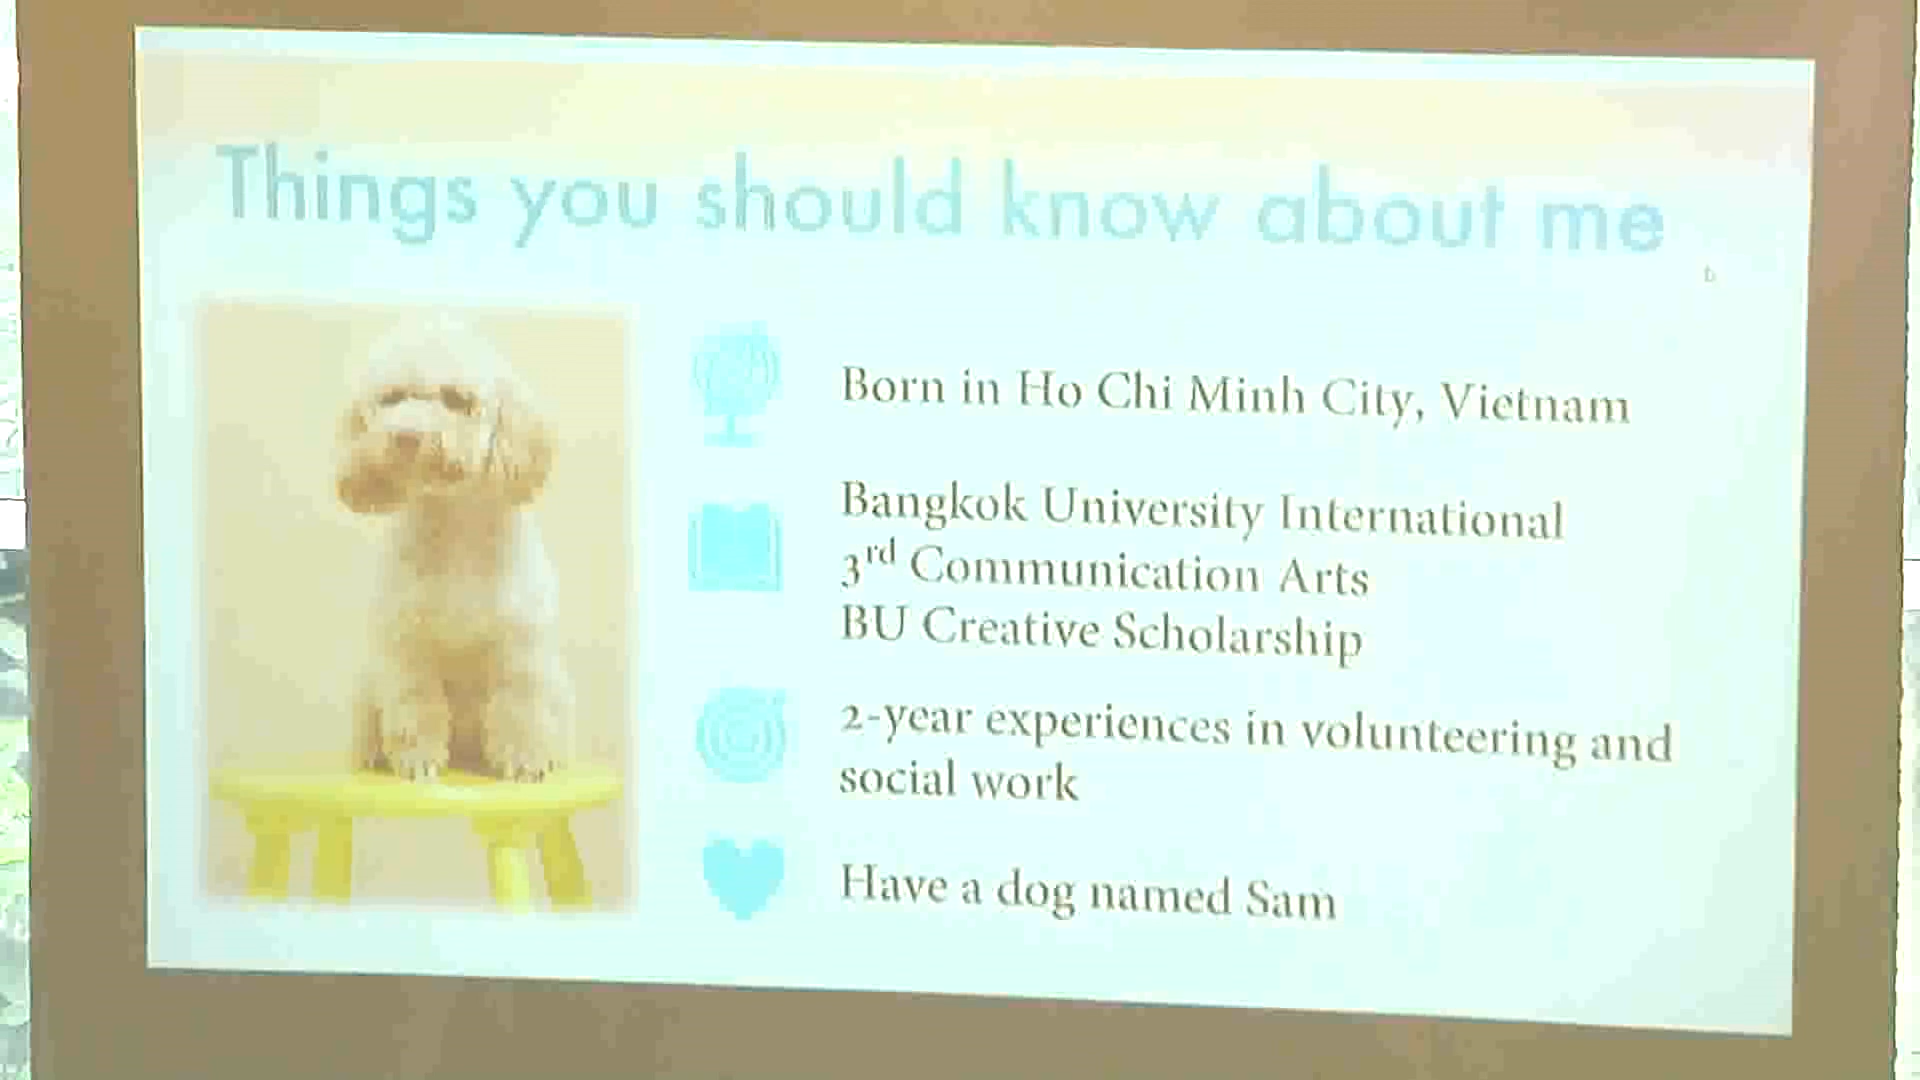 Things you should know about me
Born in Ho Chi Minh City, Vietnam
Bangkok University International
3rd Communication Arts
BU Creative Scholarship
2-year experiences in volunteering and
social work
Have a dog named Sam